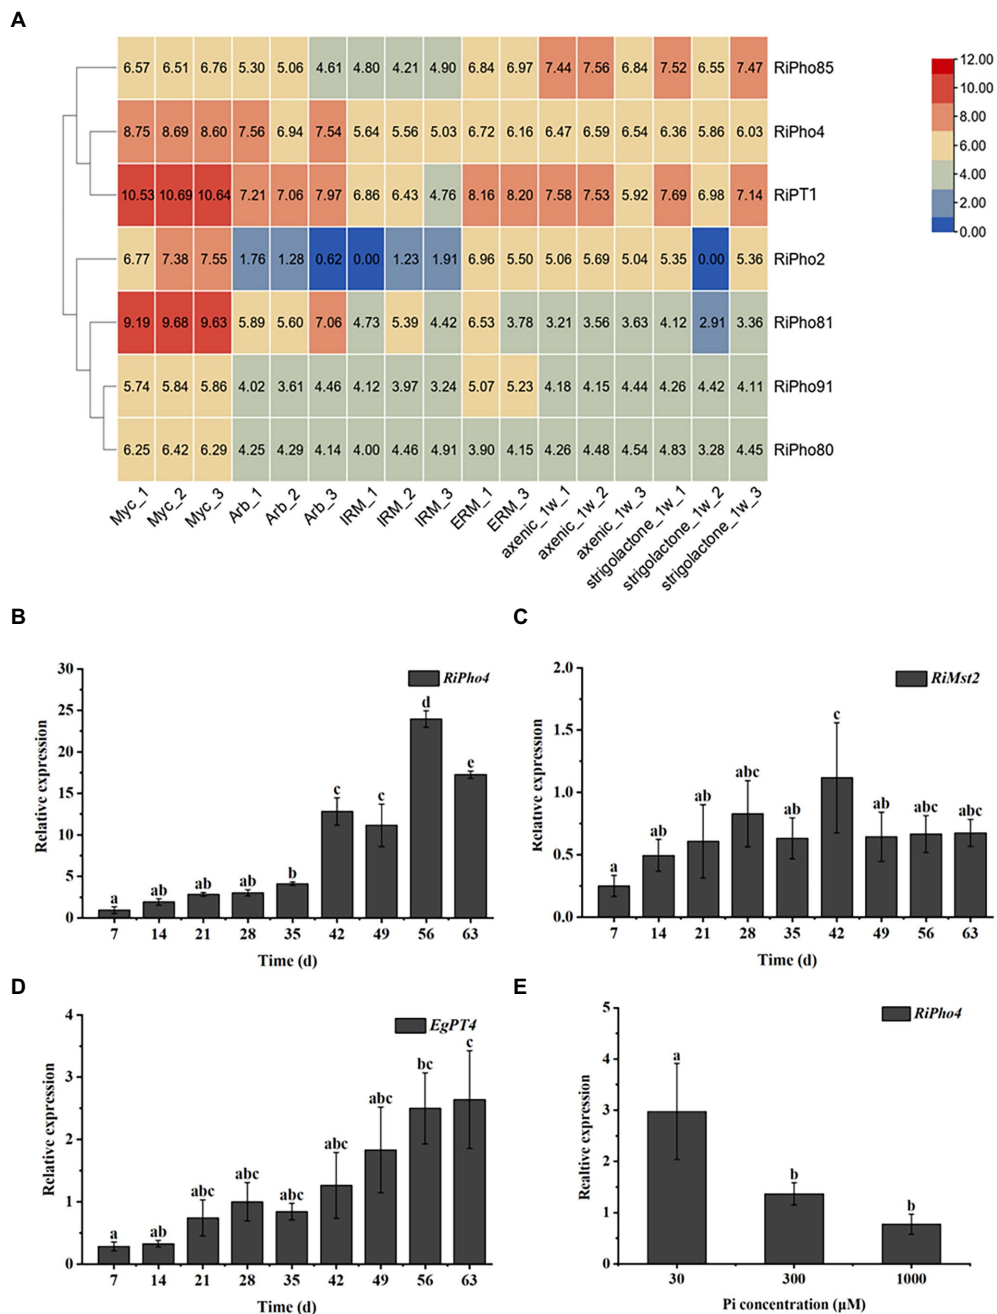 A
6.57 6.51 6.76 5.30 5.06 4.61 4.80 4.21 4.90 6.84 6.97 7.44 7.56 6.84 7.52 6.55 7.47 RiPho85
8.75 8.69 8.60 7.56 6.94 7.54 5.64 5.56 5.03 6.72 6.16 6.47 6.59 6.54 6.36 5.86 6.03 RiPho4
10.53 10.69 10.64 7.21 7.06 7.97 6.86 6.43 4.76 8.16 8.20 7.58 7.53 5.92 7.69 6.98 7.14 RiPT1
6.77 7.38 7.55 1.76 1.28 0.62 0.00 1.23 1.91 6.96 5.50 5.06 5.69 5.04 5.35 0.00 5.36 RiPho2
9.19 9.68 9.63 5.89 5.60 7.06 4.73 5.39 4.42 6.53 3.78 3.21 3.56 3.63 4.12 2.91 3.36 RiPho81
5.74 5.84 5.86 4.02 3.61 4.46 4.12 3.97 3.24 5.07 5.23 4.18 4.15 4.44 4.26 4.42 4.11 RiPho91
6.25 6.42 6.29 4.25 4.29 4.14 4.00 4.46 4.91 3.90 4.15 4.26 4.48 4.54 4.83 3.28 4.45 RiPho80
Myc_1 Myc_2 Myc_3 Arb_1 Arb_2 Arb_3 IRM_1 IRM_2 IRM_3 ERM_1 ERM_3 axenic_1w_1 axenic_1w_2 axenic_1w_3 strigolactone_1w_1 strigolactone_1w_2 strigolactone_1w_3
12.00
10.00
8.00
6.00
4.00
2.00
0.00
B
RiPho4
Relative expression
30
25
20
15
10
5
0
a ab ab ab b c c d e
7 14 21 28 35 42 49 56 63
Time (d)
C
RiMst2
Relative expression
2.0
1.5
1.0
0.5
0.0
a ab ab abc ab c ab abc abc
7 14 21 28 35 42 49 56 63
Time (d)
D
EgPT4
Relative expression
4
3
2
1
0
a ab abc abc abc abc abc bc c
7 14 21 28 35 42 49 56 63
Time (d)
E
RiPho4
Realtive expression
5
4
3
2
1
0
a b b
30 300 1000
Pi concentration (µM)